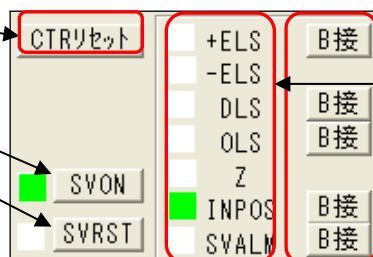 CTRリセット
+ELS B接
-ELS
DLS B接
OLS B接
SVON Z
INPOS B接
SVRST SVALM B接